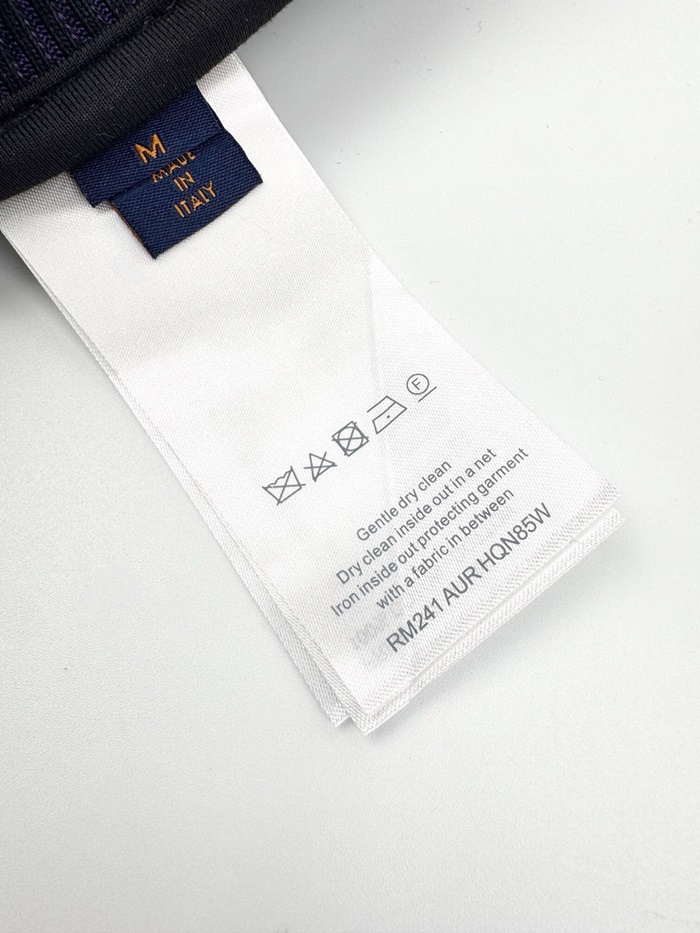 M
MADE
IN
ITALY
F
Gentle dry clean
Dry clean inside out in a net
Iron inside out protecting garment
with a fabric in between
RM241 AUR HQN85W